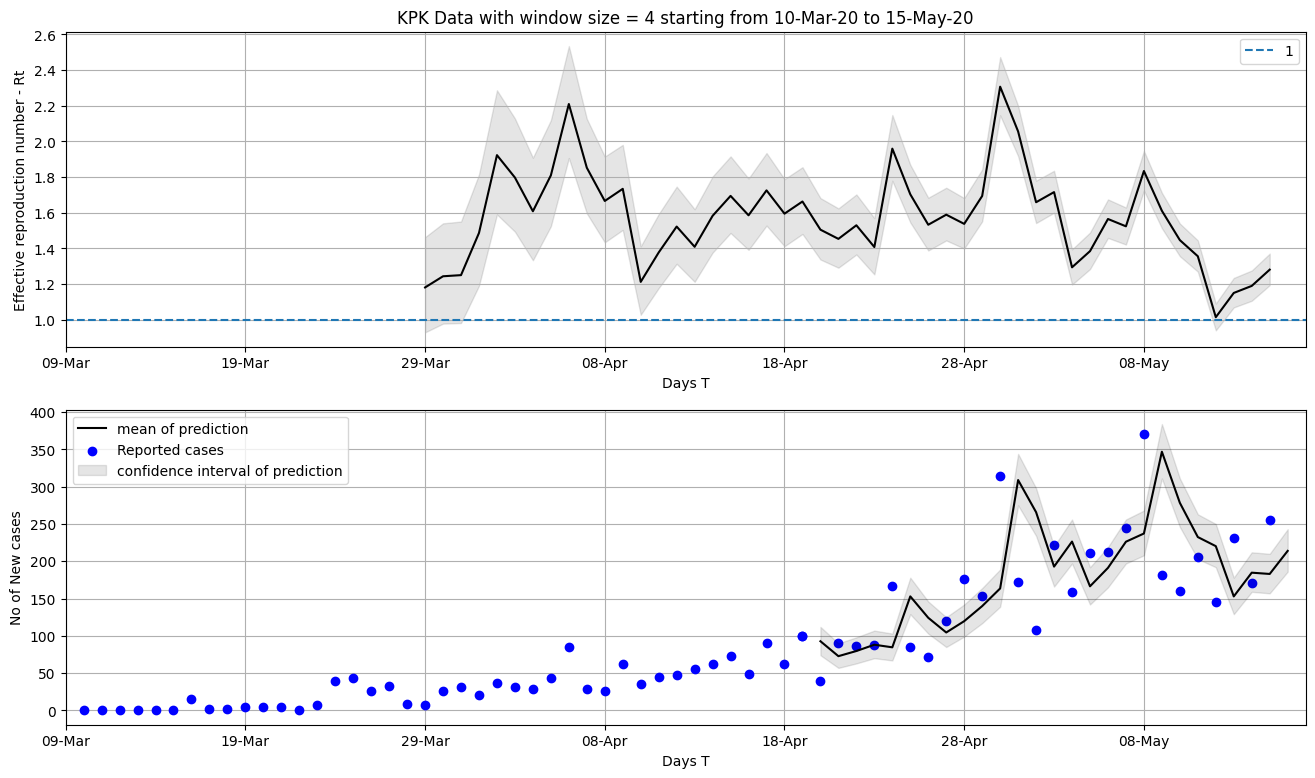 KPK Data with window size = 4 starting from 10-Mar-20 to 15-May-20
Effective reproduction number - Rt
2.6
2.4
2.2
2.0
1.8
1.6
1.4
1.2
1.0
1
09-Mar 19-Mar 29-Mar 08-Apr 18-Apr 28-Apr 08-May
Days T
No of New cases
400
350
300
250
200
150
100
50
0
mean of prediction
Reported cases
confidence interval of prediction
09-Mar 19-Mar 29-Mar 08-Apr 18-Apr 28-Apr 08-May
Days T